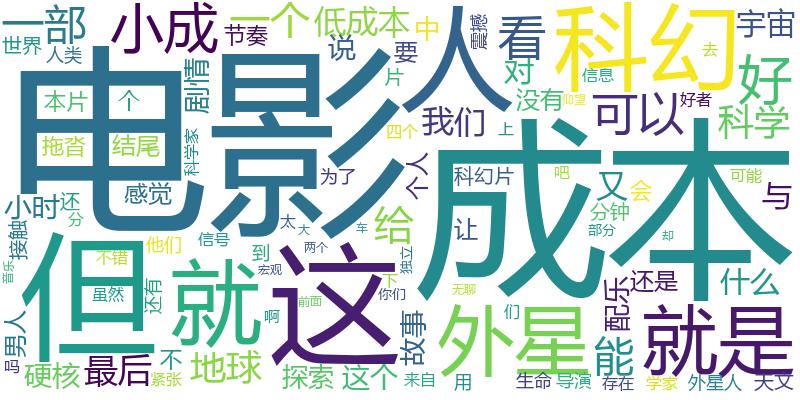 一部
小成
一个
低成本
中
人
震撼
看
科幻
宇宙
世界
人类
节奏
说
要
片
对
信息
去
仰望
好
电影
剧情
本片
个
没有
可以
好者
科学
我们
四个
上
拖沓
结尾
科学家
感觉
为了
个人
科幻片
吧
又
会
可能
与
小时
还
分
给
让
分钟
部分
却
成本
接触
不错
他们
信号
到
太
大
两个
车
独立
但
就
这
音乐
虽然
还有
宏观
啊
前面
下
你们
无聊
们
外星
配乐
还是
什么
能
就是
男人
吗
硬核
最后
不
紧张
地球
探索
这个
故事
来自
用
生命
导演
存在
学家
外星人
天文